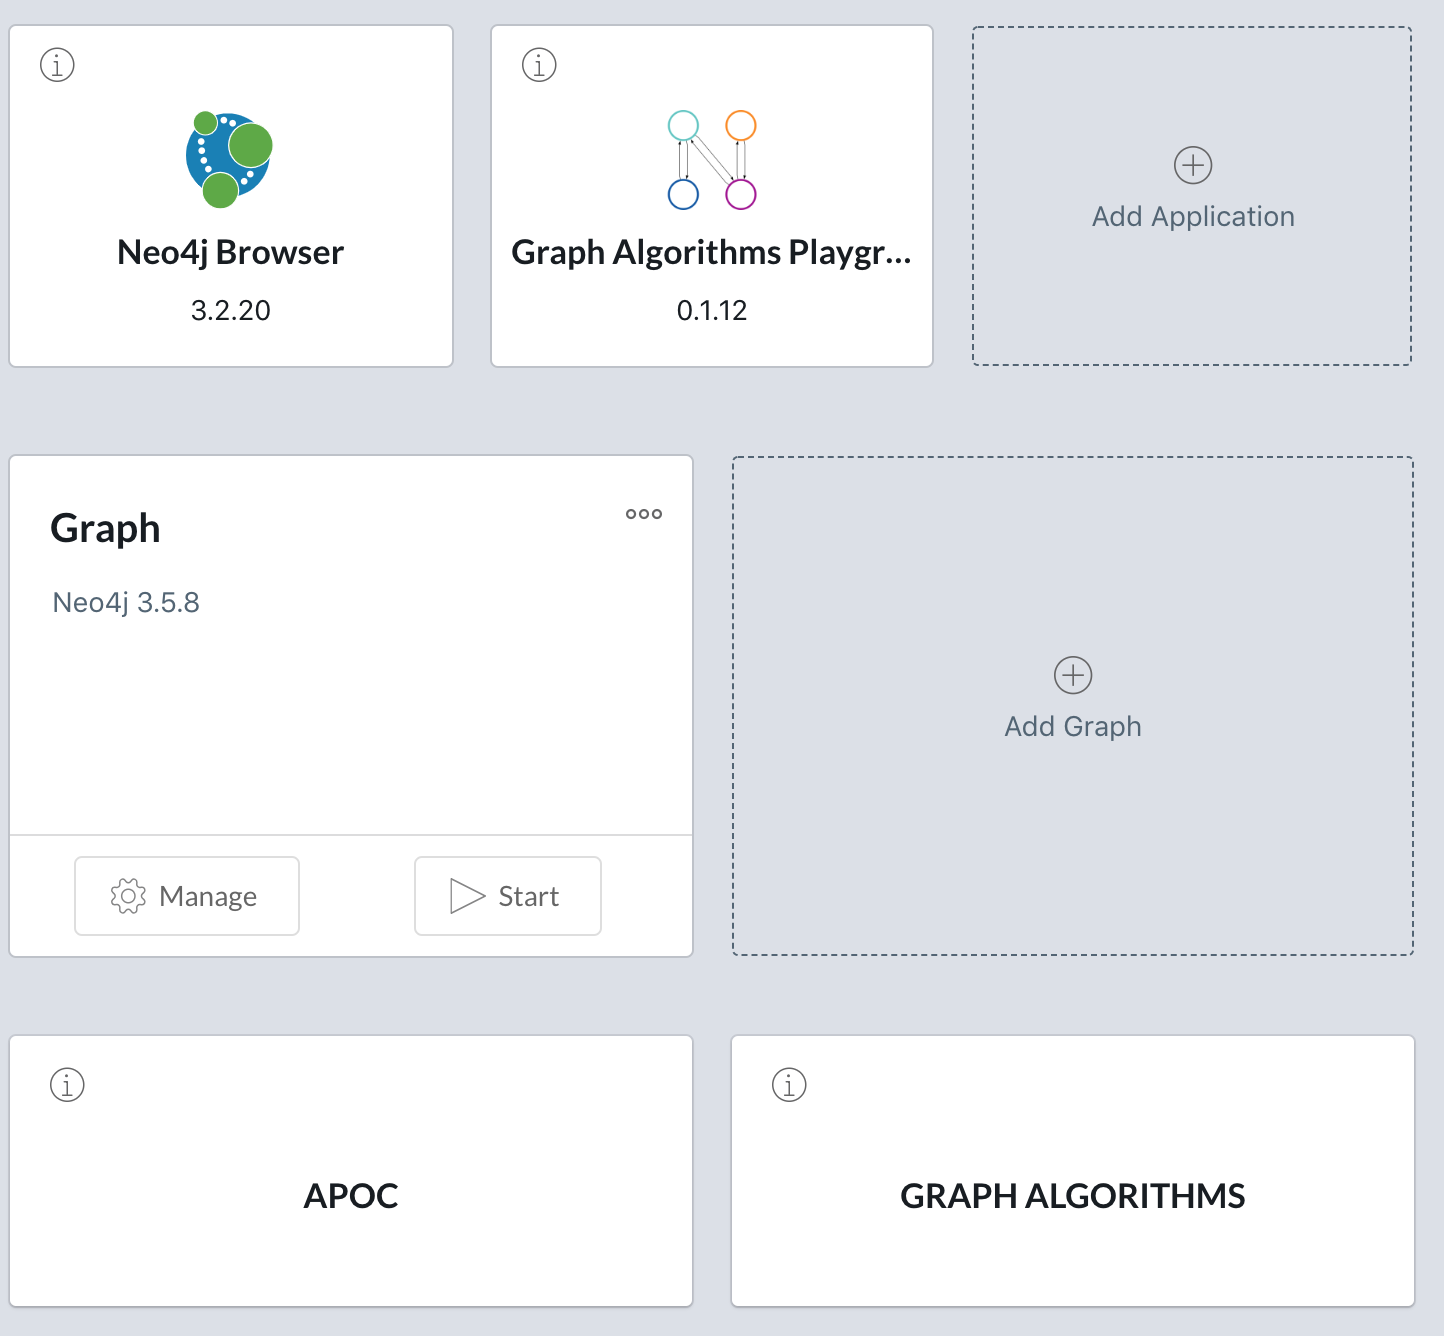 Neo4j Browser
3.2.20
Graph Algorithms Playgr...
0.1.12
Add Application
Graph
Neo4j 3.5.8
Manage
Start
Add Graph
APOC
GRAPH ALGORITHMS